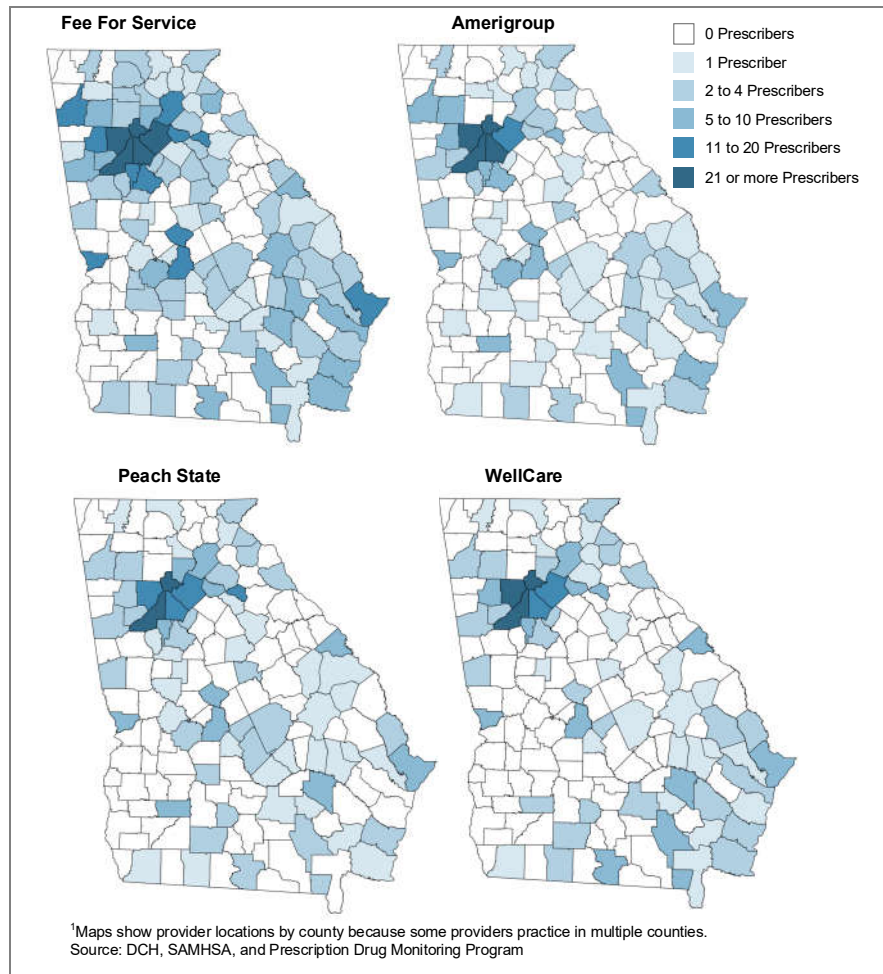 Fee For Service
Amerigroup
0 Prescribers
1 Prescriber
2 to 4 Prescribers
5 to 10 Prescribers
11 to 20 Prescribers
21 or more Prescribers
Peach State
WellCare
¹Maps show provider locations by county because some providers practice in multiple counties.
Source: DCH, SAMHSA, and Prescription Drug Monitoring Program